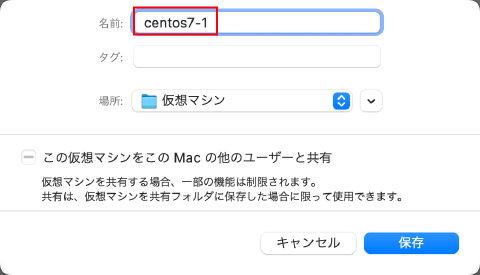 名前: centos7-1
タグ:
場所: 仮想マシン
この仮想マシンをこの Mac の他のユーザーと共有
仮想マシンを共有する場合、一部の機能は制限されます。
共有は、仮想マシンを共有フォルダに保存した場合に限って使用できます。
キャンセル 保存